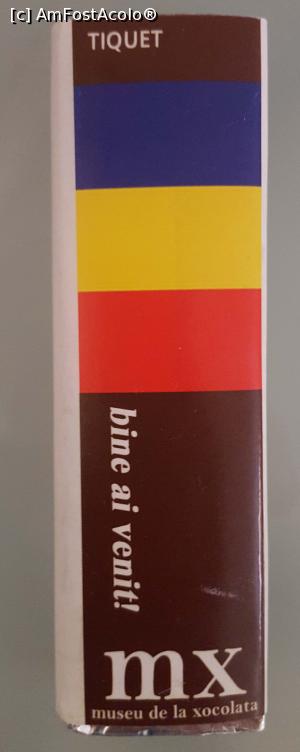 [c] AmFostAcolo®
TIQUET
bine ai venit!
mx
museu de la xocolata